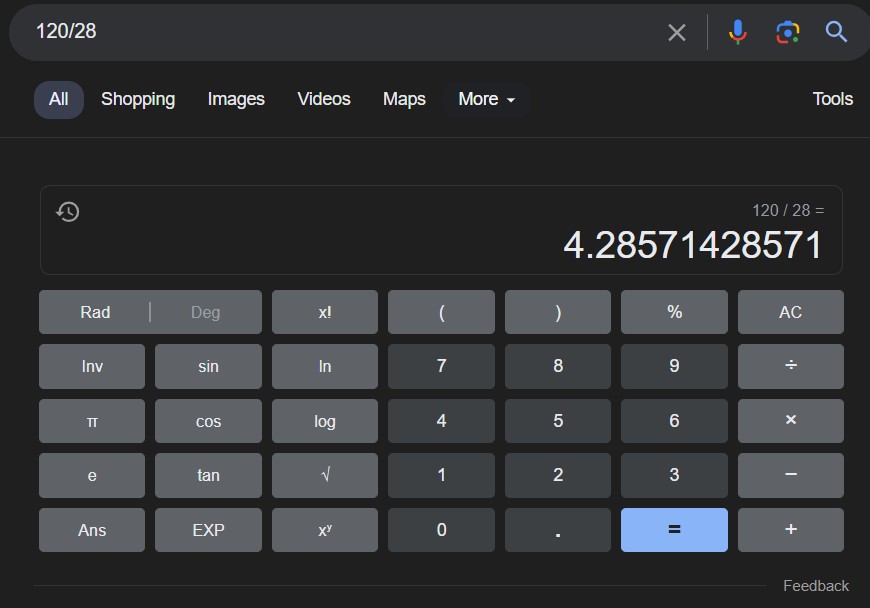 120/28
All Shopping Images Videos Maps More Tools
120 / 28 =
4.28571428571
Rad Deg x! ( ) % AC
Inv sin ln 7 8 9 ÷
π cos log 4 5 6 ×
e tan √ 1 2 3 −
Ans EXP xʸ 0 . = +
Feedback